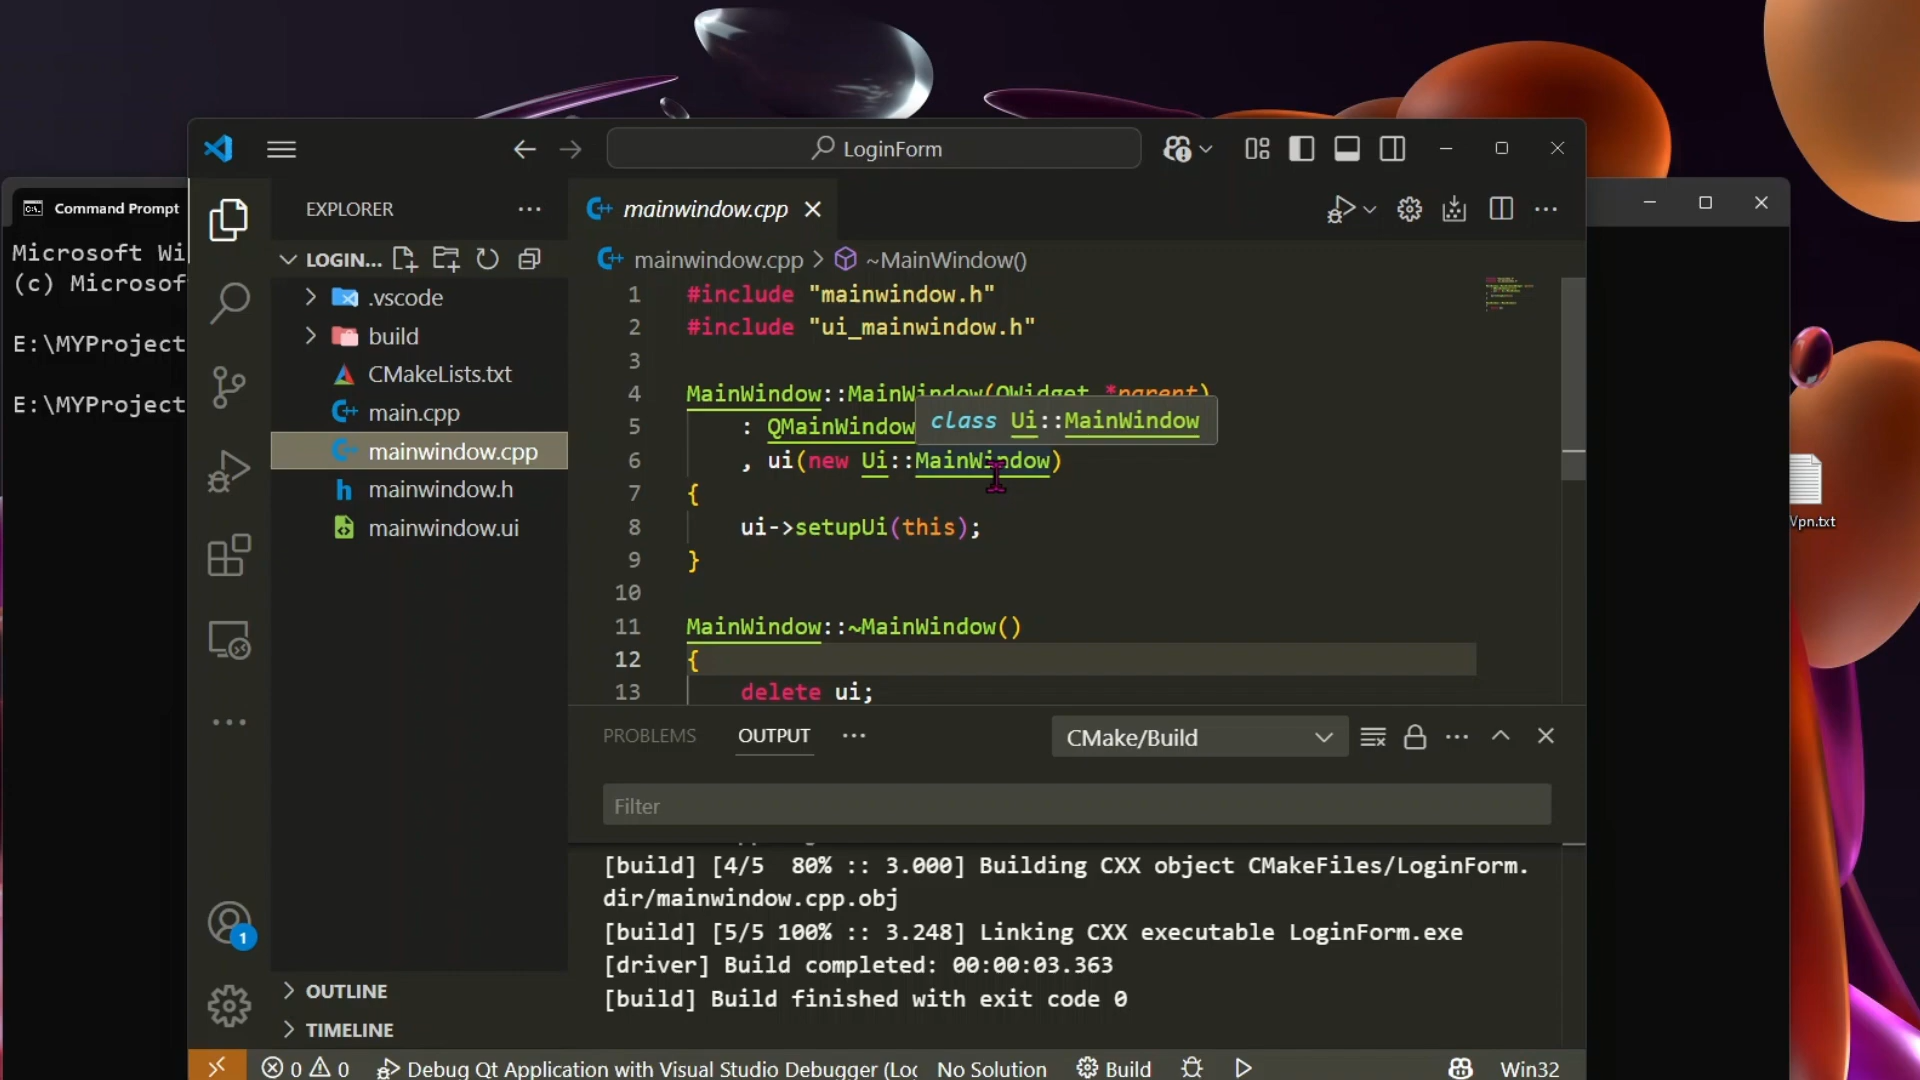 LoginForm
Command Prompt
Microsoft Wi
(c) Microsof
E:\MYProject
E:\MYProject
EXPLORER
LOGIN...
.vscode
build
CMakeLists.txt
main.cpp
mainwindow.cpp
mainwindow.h
mainwindow.ui
OUTLINE
TIMELINE
mainwindow.cpp
mainwindow.cpp > ~MainWindow()
1 #include "mainwindow.h"
2 #include "ui_mainwindow.h"
3
4 MainWindow::MainWindow(QWidget *parent)
5 : QMainWindow
class Ui::MainWindow
6 , ui(new Ui::MainWindow)
7 {
8 ui->setupUi(this);
9 }
10
11 MainWindow::~MainWindow()
12 {
13 delete ui;
PROBLEMS OUTPUT CMake/Build
Filter
[build] [4/5  80% :: 3.000] Building CXX object CMakeFiles/LoginForm.
dir/mainwindow.cpp.obj
[build] [5/5 100% :: 3.248] Linking CXX executable LoginForm.exe
[driver] Build completed: 00:00:03.363
[build] Build finished with exit code 0
1
0 0 Debug Qt Application with Visual Studio Debugger (Loc No Solution Build Win32
Vpn.txt